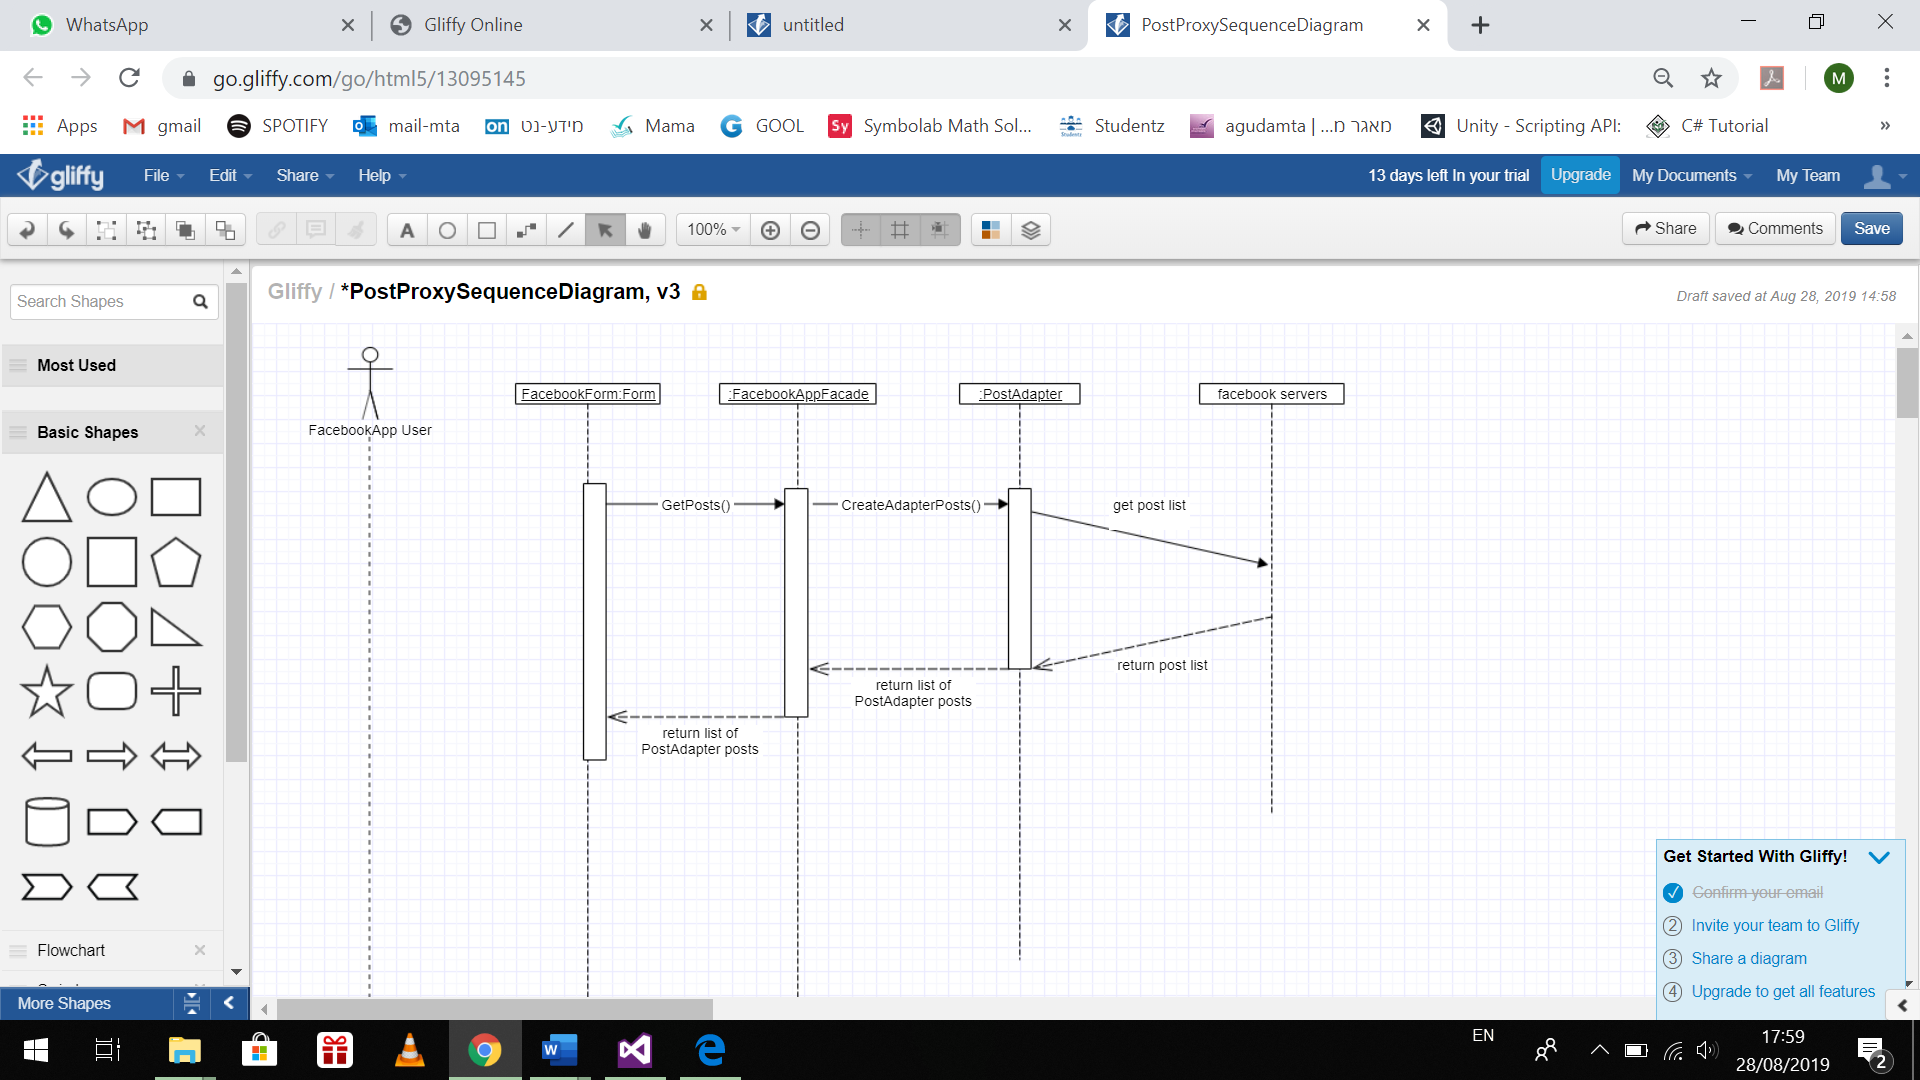 WhatsApp
Gliffy Online
untitled
PostProxySequenceDiagram
go.gliffy.com/go/html5/13095145
M
Apps
gmail
SPOTIFY
mail-mta
on מידע-נט
Mama
GOOL
Sy Symbolab Math Sol...
Studentz
agudamta | ...מאגר מ
Unity - Scripting API:
C# Tutorial
»
gliffy
File
Edit
Share
Help
13 days left In your trial
Upgrade
My Documents
My Team
A
100%
Share
Comments
Save
Search Shapes
Gliffy / *PostProxySequenceDiagram, v3
Draft saved at Aug 28, 2019 14:58
Most Used
Basic Shapes
Flowchart
More Shapes
FacebookApp User
FacebookForm:Form
:FacebookAppFacade
:PostAdapter
facebook servers
GetPosts()
CreateAdapterPosts()
get post list
return post list
return list of
PostAdapter posts
return list of
PostAdapter posts
Get Started With Gliffy!
Confirm your email
2 Invite your team to Gliffy
3 Share a diagram
4 Upgrade to get all features
EN
17:59
28/08/2019
2